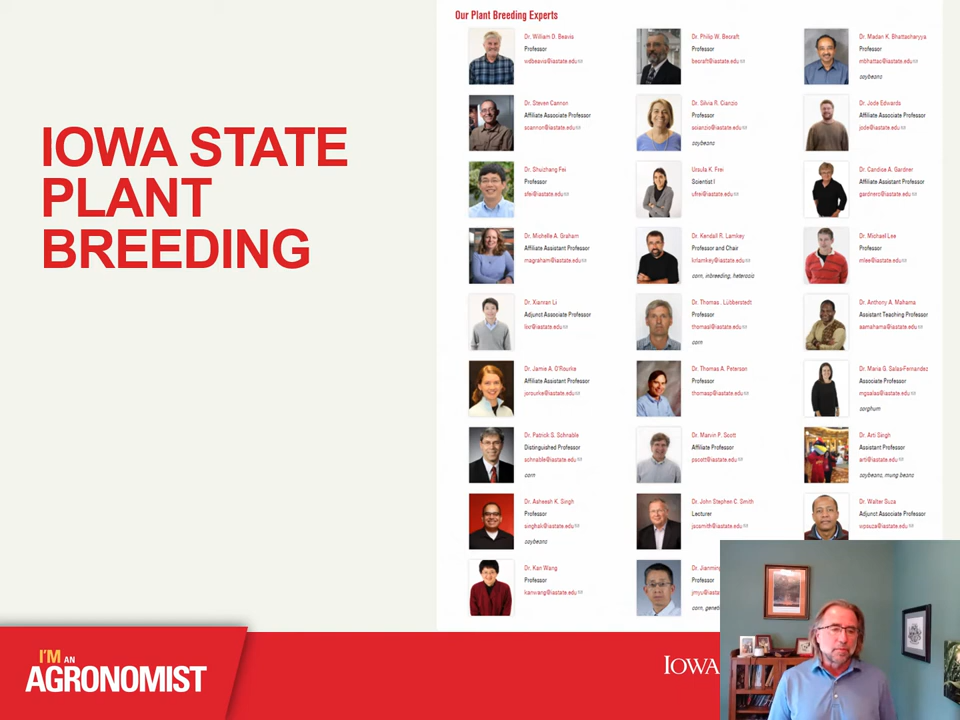 Our Plant Breeding Experts
IOWA STATE
PLANT
BREEDING
Dr. William D. Beavis
Professor
wdbeavis@iastate.edu
Dr. Philip W. Becraft
Professor
becraft@iastate.edu
Dr. Madan K. Bhattacharyya
Professor
mbhattac@iastate.edu
soybeans
Dr. Steven Cannon
Affiliate Associate Professor
scannon@iastate.edu
Dr. Silvia R. Cianzio
Professor
scianzio@iastate.edu
soybeans
Dr. Jode Edwards
Affiliate Associate Professor
jode@iastate.edu
Dr. Shuizhang Fei
Professor
sfei@iastate.edu
Ursula K. Frei
Scientist I
ufrei@iastate.edu
Dr. Candice A. Gardner
Affiliate Assistant Professor
gardnerc@iastate.edu
Dr. Michelle A. Graham
Affiliate Assistant Professor
magraham@iastate.edu
Dr. Kendall R. Lamkey
Professor and Chair
krlamkey@iastate.edu
corn, inbreeding, heterosis
Dr. Michael Lee
Professor
mlee@iastate.edu
Dr. Xianran Li
Adjunct Associate Professor
lixr@iastate.edu
Dr. Thomas . Lübberstedt
Professor
thomasl@iastate.edu
corn
Dr. Anthony A. Mahama
Assistant Teaching Professor
aamahama@iastate.edu
Dr. Jamie A. O'Rourke
Affiliate Assistant Professor
jorourke@iastate.edu
Dr. Thomas A. Peterson
Professor
thomasp@iastate.edu
Dr. Maria G. Salas-Fernandez
Associate Professor
mgsalas@iastate.edu
sorghum
Dr. Patrick S. Schnable
Distinguished Professor
schnable@iastate.edu
corn
Dr. Marvin P. Scott
Affiliate Professor
pscott@iastate.edu
Dr. Arti Singh
Assistant Professor
arti@iastate.edu
soybeans, mung beans
Dr. Asheesh K. Singh
Professor
singhak@iastate.edu
soybeans
Dr. John Stephen C. Smith
Lecturer
jscsmith@iastate.edu
Dr. Walter Suza
Adjunct Associate Professor
wpsuza@iastate.edu
Dr. Kan Wang
Professor
kanwang@iastate.edu
Dr. Jianming
Professor
jmyu@iasta
corn, geneti
I'M AN
AGRONOMIST
IOWA